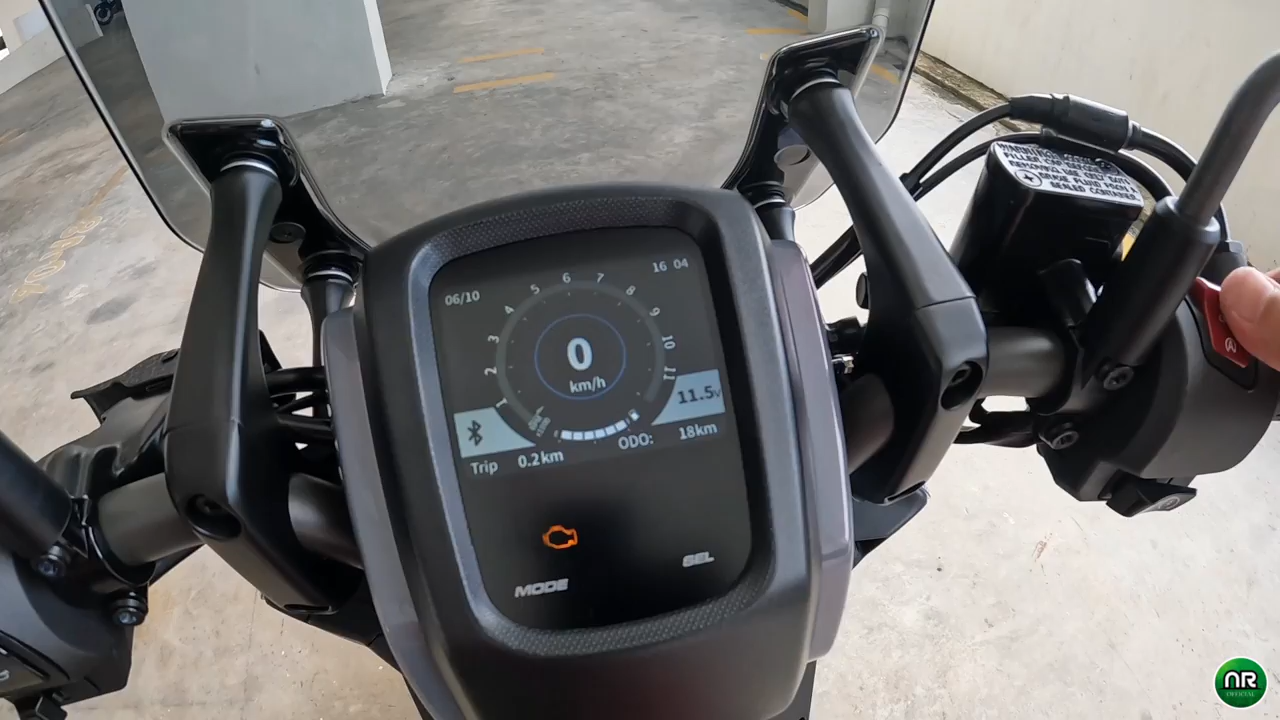 06/10
16 04
1 2 3 4 5 6 7 8 9 10 11
0
km/h
11.5V
Trip 0.2km
ODO: 18km
MODE
SEL
NR
OFFICIAL